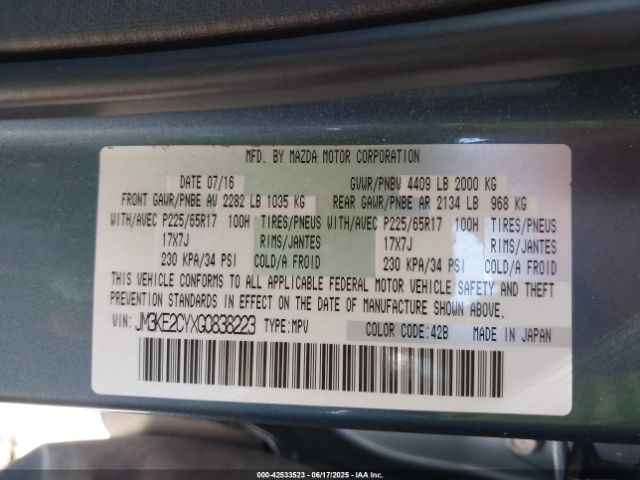 MFD. BY MAZDA MOTOR CORPORATION
DATE 07/16 GVWR/PNBV 4409 LB 2000 KG
FRONT GAWR/PNBE AV 2282 LB 1035 KG REAR GAWR/PNBE AR 2134 LB 968 KG
WITH/AVEC P225/65R17 100H TIRES/PNEUS WITH/AVEC P225/65R17 100H TIRES/PNEUS
17X7J RIMS/JANTES 17X7J RIMS/JANTES
230 KPA/34 PSI COLD/A FROID 230 KPA/34 PSI COLD/A FROID
THIS VEHICLE CONFORMS TO ALL APPLICABLE FEDERAL MOTOR VEHICLE SAFETY AND THEFT
PREVENTION STANDARDS IN EFFECT ON THE DATE OF MANUFACTURE SHOWN ABOVE.
VIN: JM3KE2CYXG0838223 TYPE: MPV COLOR CODE: 42B MADE IN JAPAN
000-42533523 | 06/17/2025 - IAA Inc.